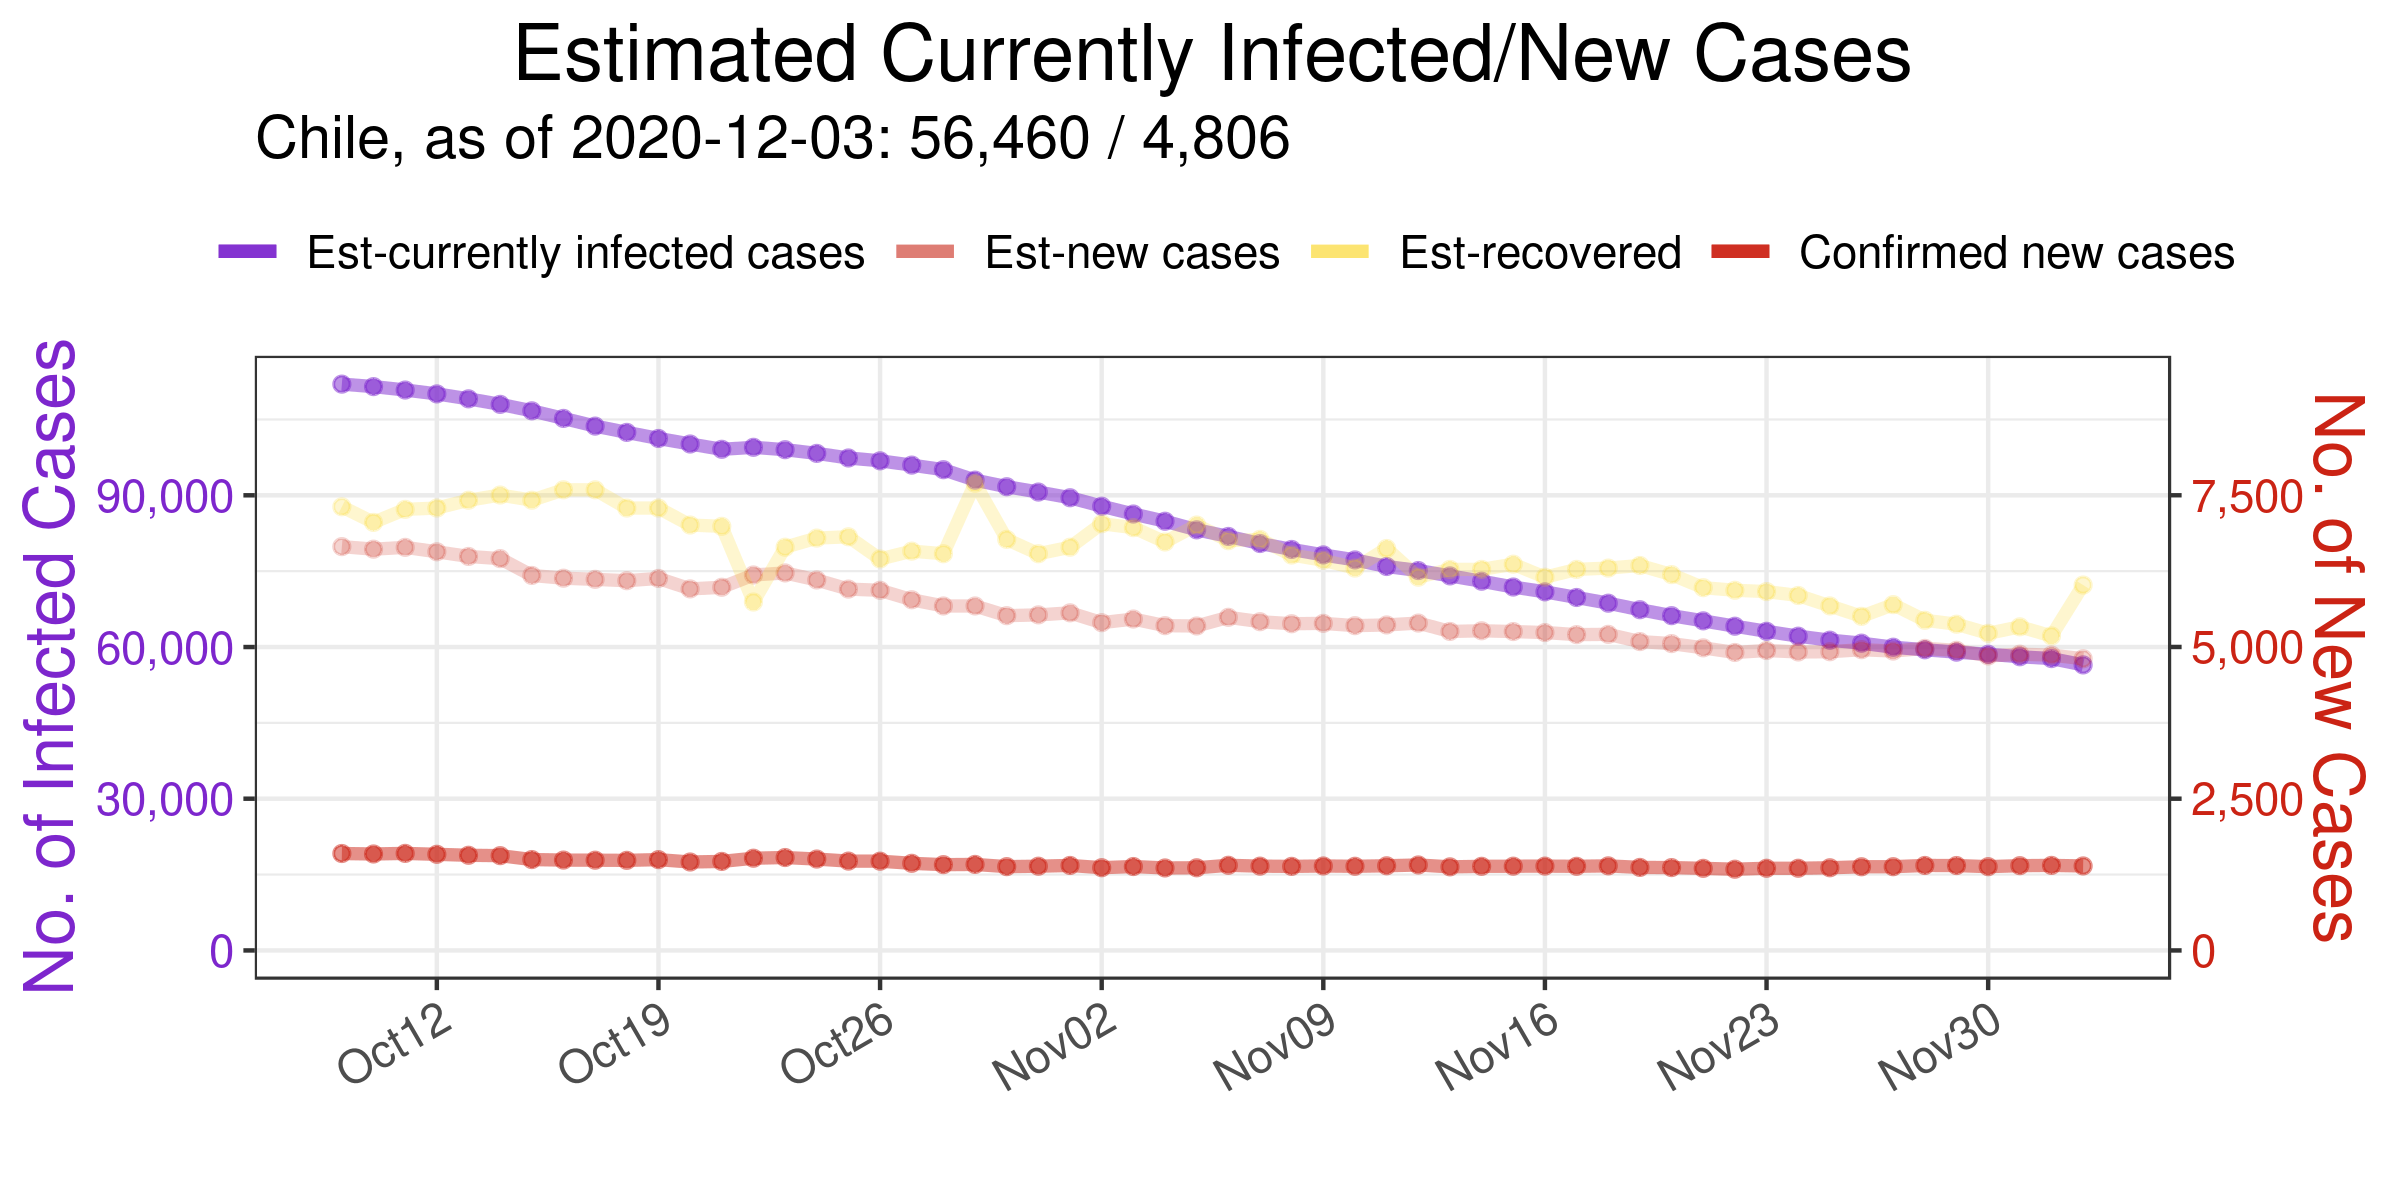 Estimated Currently Infected/New Cases
Chile, as of 2020-12-03: 56,460 / 4,806
Est-currently infected cases Est-new cases Est-recovered Confirmed new cases
No. of Infected Cases
90,000
60,000
30,000
0
7,500
5,000
2,500
0
No. of New Cases
Oct12 Oct19 Oct26 Nov02 Nov09 Nov16 Nov23 Nov30